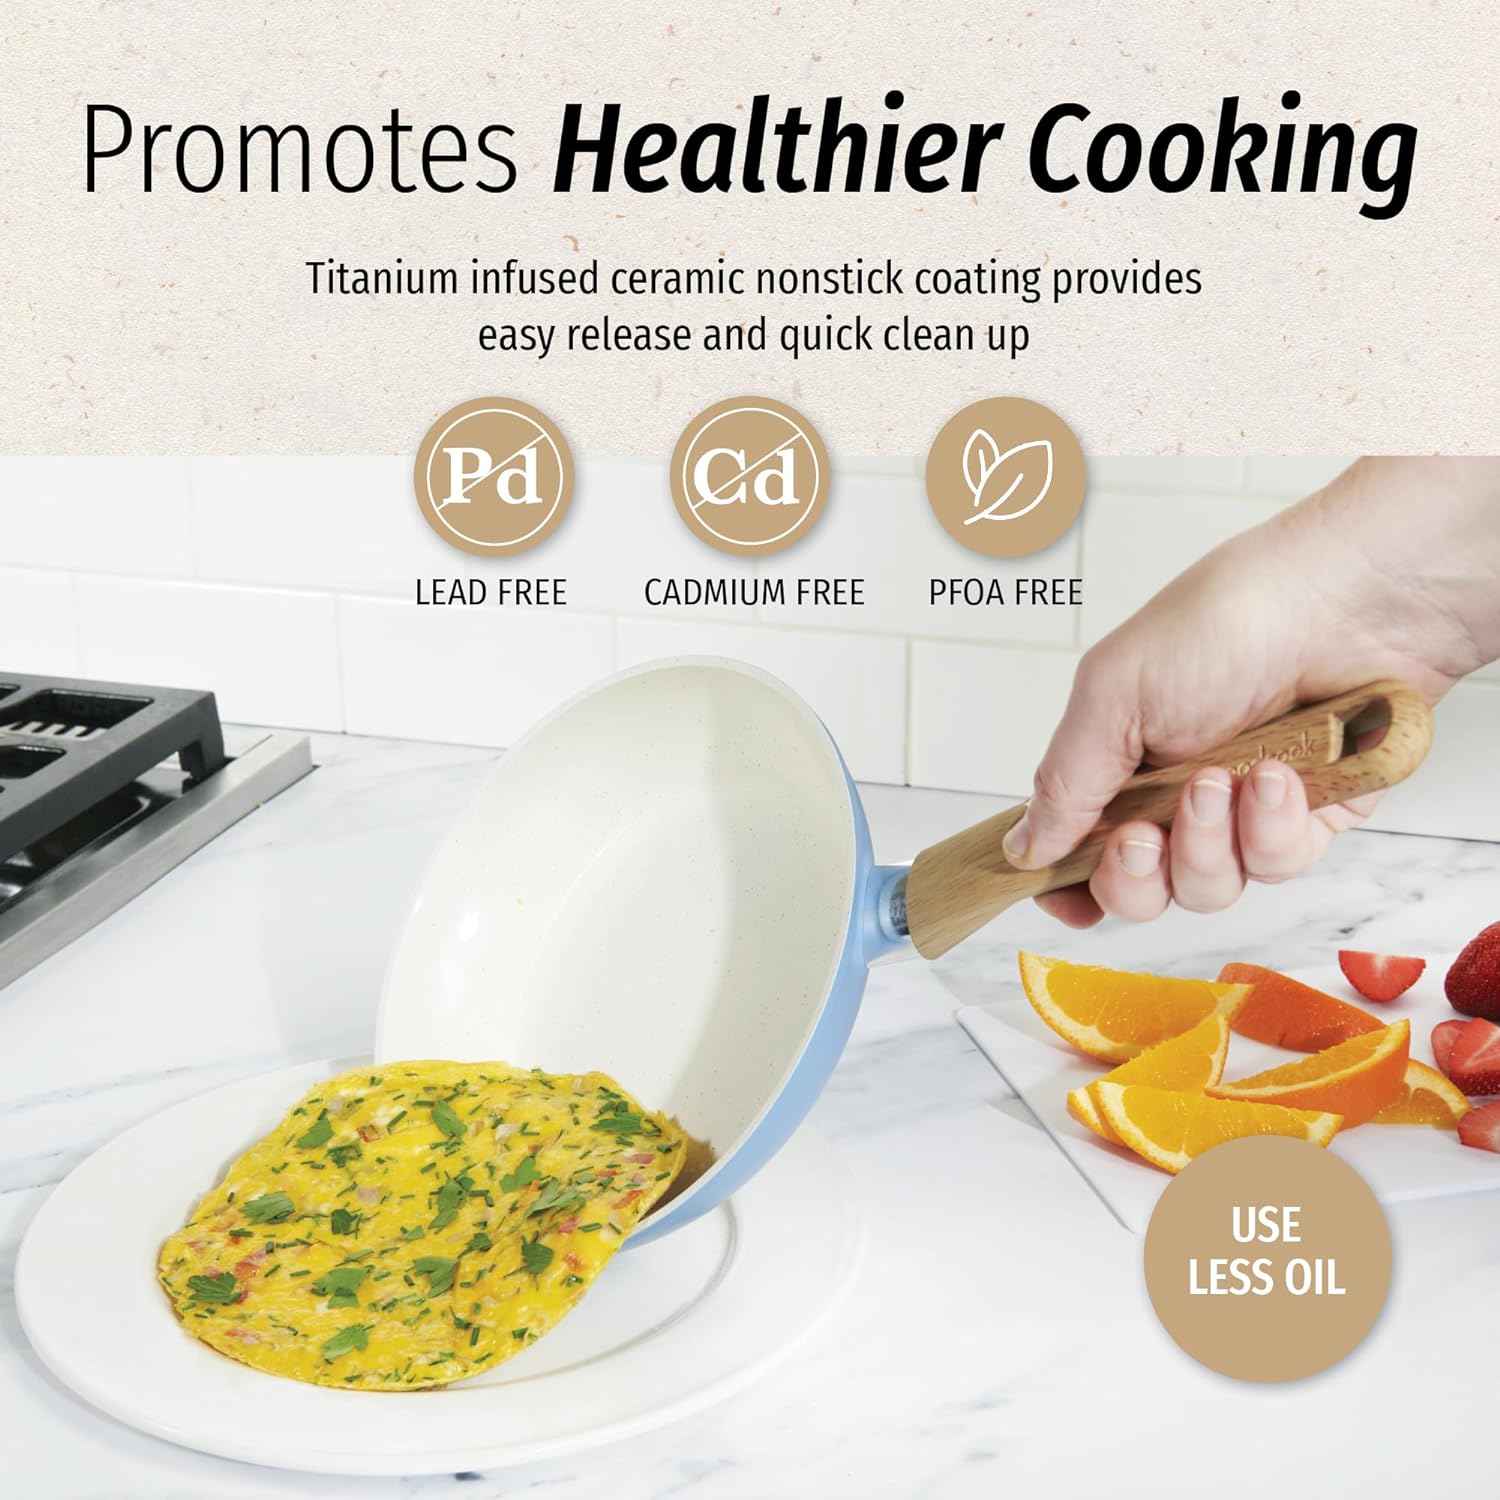 Promotes Healthier Cooking
Titanium infused ceramic nonstick coating provides
easy release and quick clean up
Pd
Cd
LEAD FREE
CADMIUM FREE
PFOA FREE
USE
LESS OIL